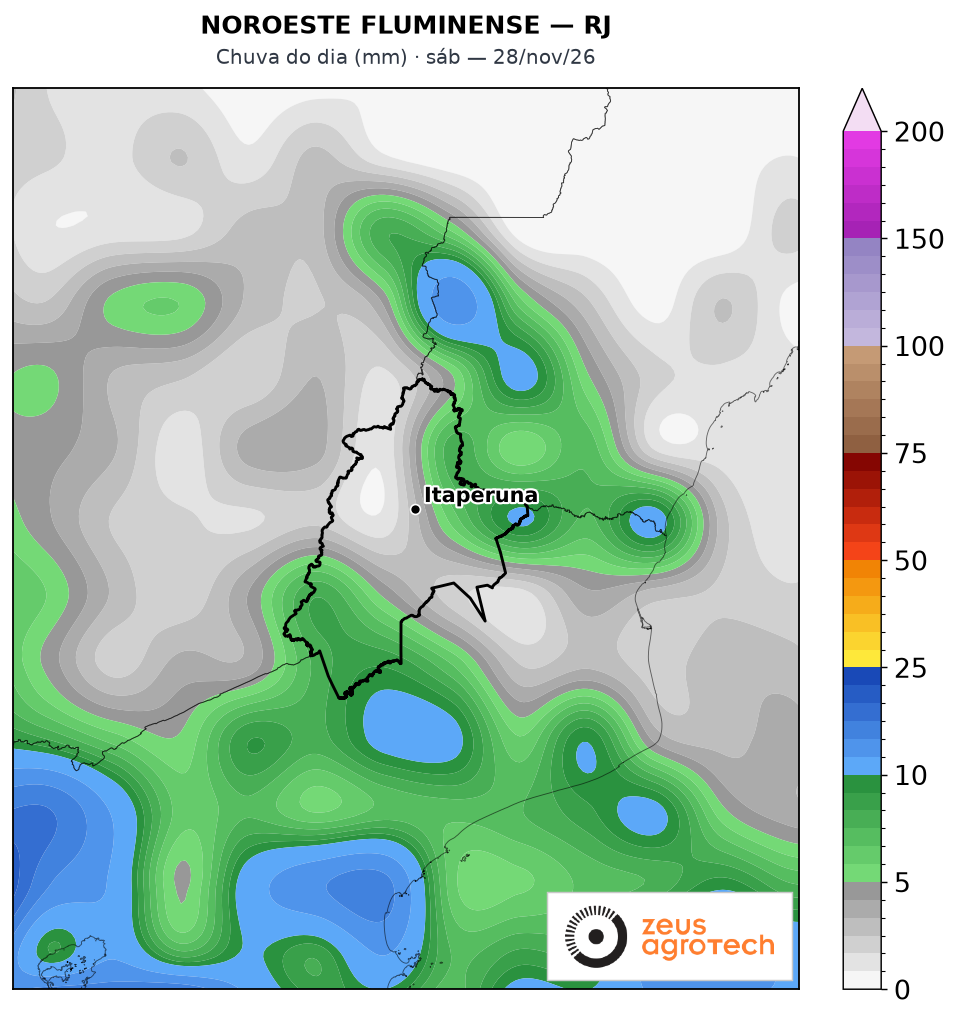 NOROESTE FLUMINENSE — RJ
Chuva do dia (mm) · sáb — 28/nov/26
200
150
100
75
50
25
10
5
0
Itaperuna
zeus
agrotech